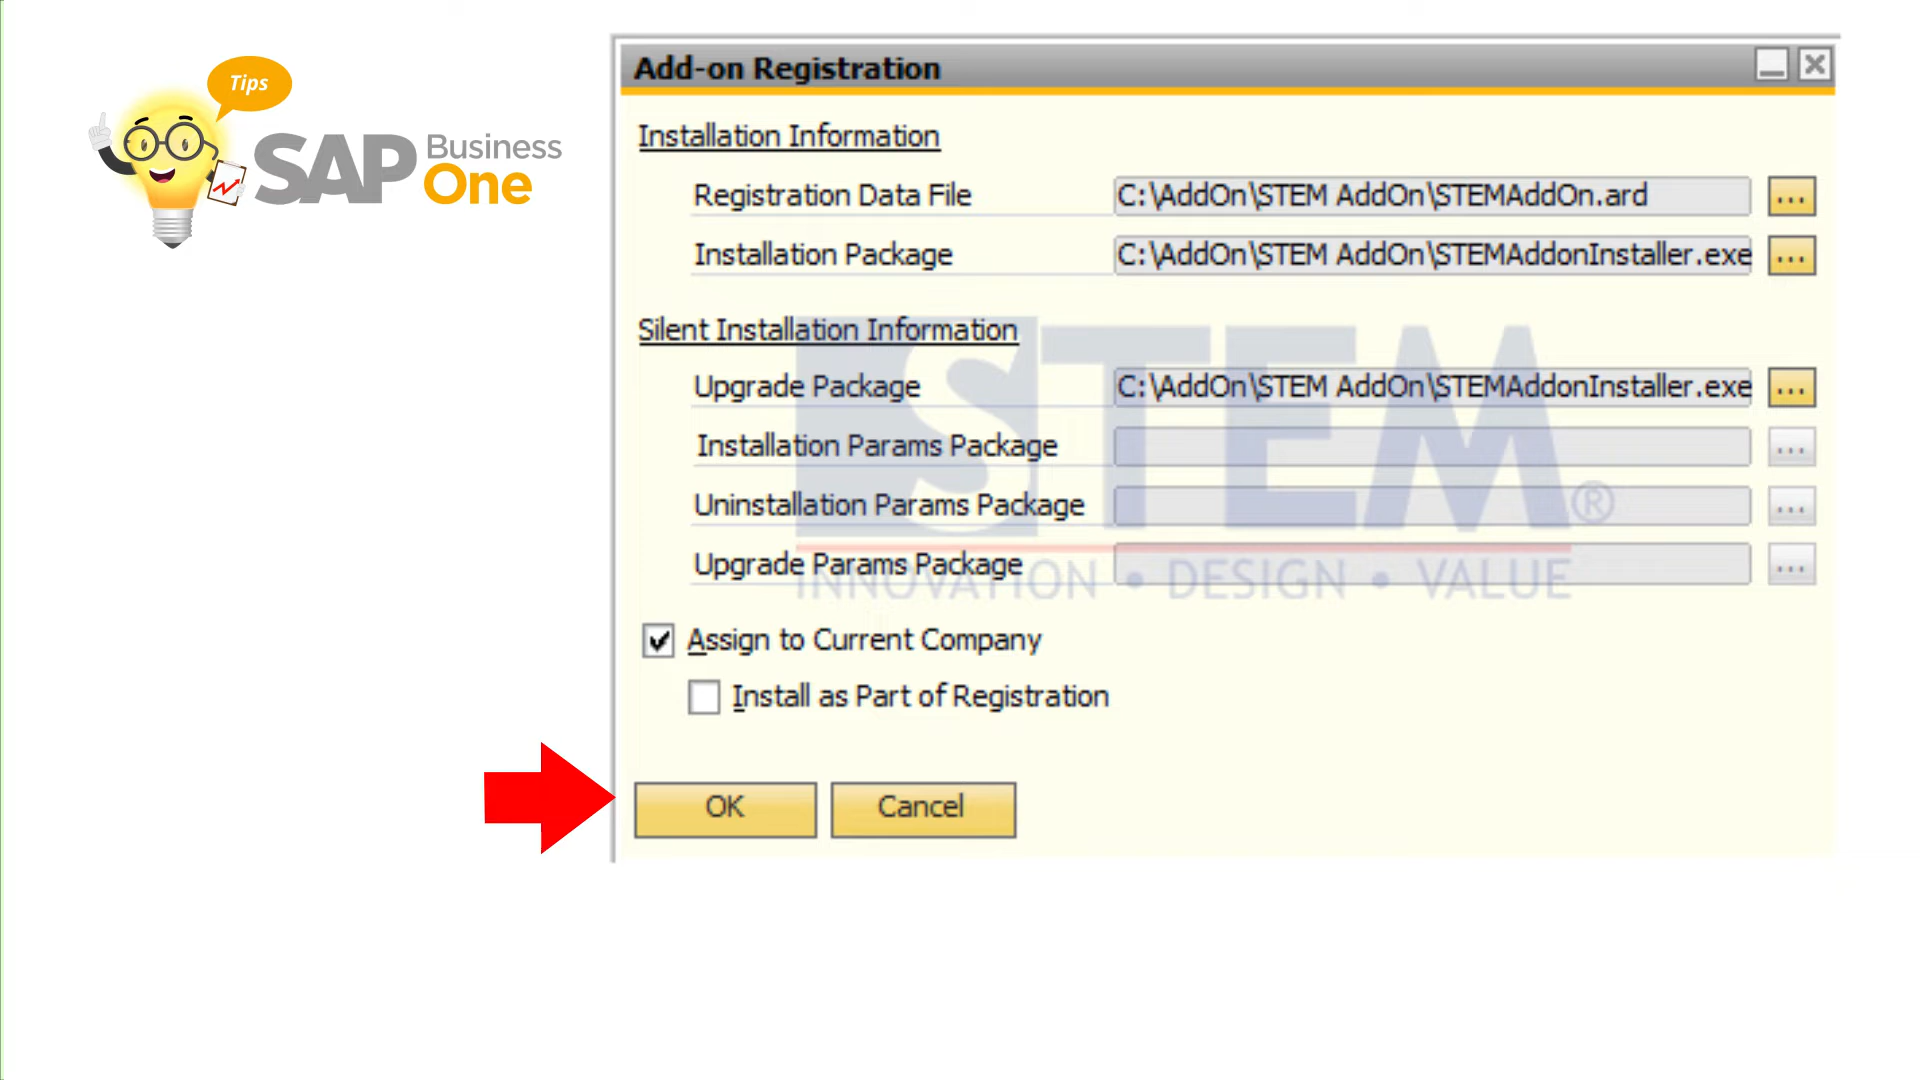 Tips
SAP Business One
Add-on Registration
Installation Information
Registration Data File C:\AddOn\STEM AddOn\STEMAddOn.ard ...
Installation Package C:\AddOn\STEM AddOn\STEMAddonInstaller.exe ...
Silent Installation Information
Upgrade Package C:\AddOn\STEM AddOn\STEMAddonInstaller.exe ...
Installation Params Package ...
Uninstallation Params Package ...
Upgrade Params Package ...
STEM®
INNOVATION • DESIGN • VALUE
Assign to Current Company
Install as Part of Registration
OK Cancel